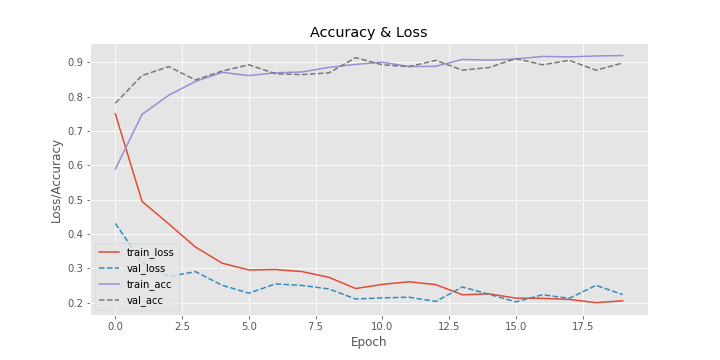 Accuracy & Loss
Loss/Accuracy
0.9
0.8
0.7
0.6
0.5
0.4
0.3
0.2
train_loss
val_loss
train_acc
val_acc
0.0 2.5 5.0 7.5 10.0 12.5 15.0 17.5
Epoch